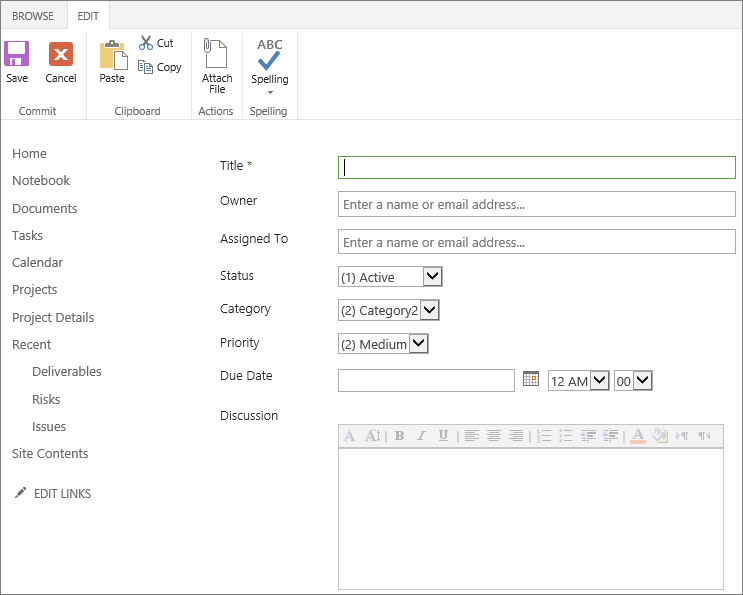 BROWSE EDIT
Save
Cancel
Paste
Cut
Copy
Attach
File
ABC
Spelling
Commit
Clipboard
Actions
Spelling
Home
Notebook
Documents
Tasks
Calendar
Projects
Project Details
Recent
Deliverables
Risks
Issues
Site Contents
EDIT LINKS
Title *
Owner
Enter a name or email address...
Assigned To
Enter a name or email address...
Status
(1) Active
Category
(2) Category2
Priority
(2) Medium
Due Date
12 AM
00
Discussion
A A B I U A